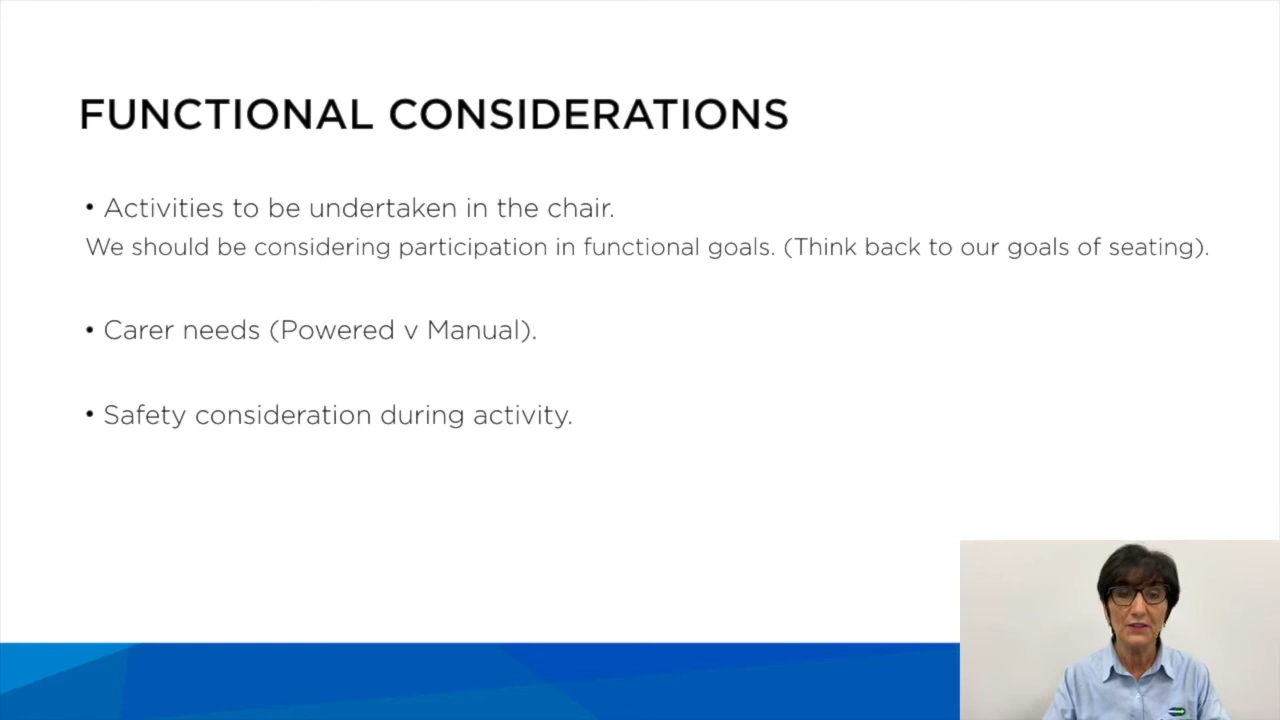 FUNCTIONAL CONSIDERATIONS
• Activities to be undertaken in the chair.
We should be considering participation in functional goals. (Think back to our goals of seating).
• Carer needs (Powered v Manual).
• Safety consideration during activity.